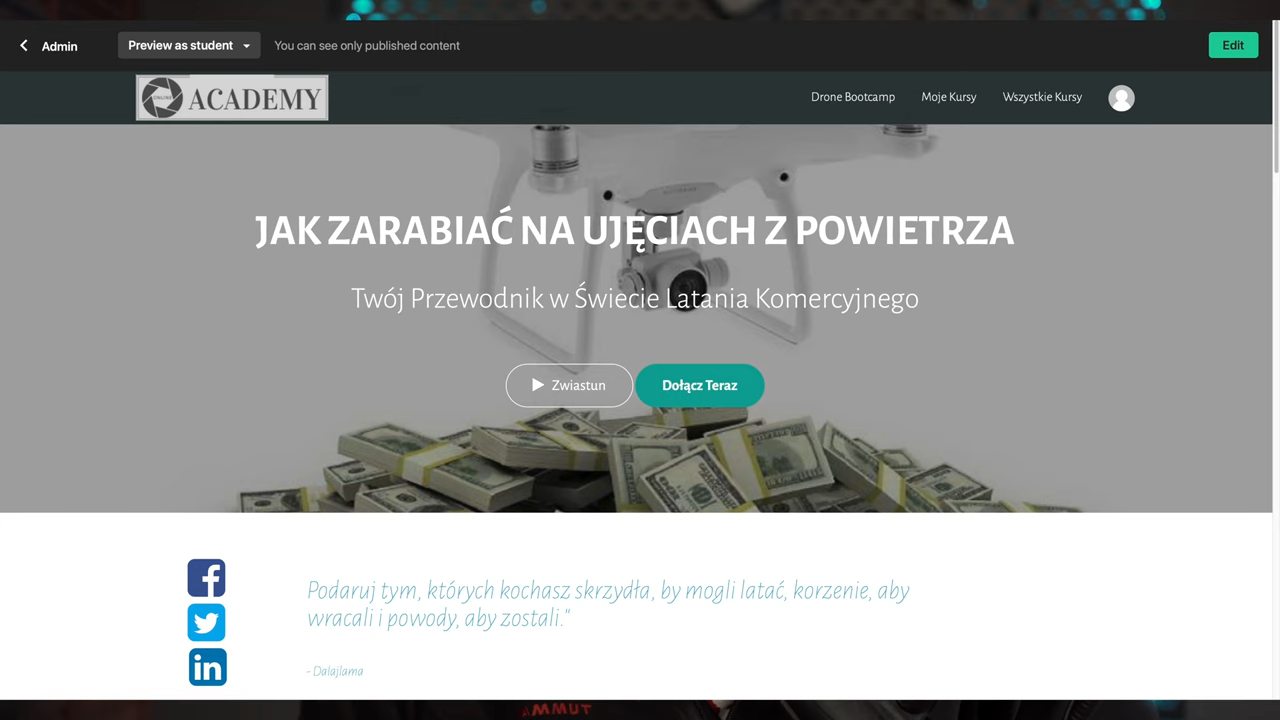 Admin
Preview as student
You can see only published content
Edit
ONLINE
ACADEMY
Drone Bootcamp
Moje Kursy
Wszystkie Kursy
JAK ZARABIAĆ NA UJĘCIACH Z POWIETRZA
Twój Przewodnik w Świecie Latania Komercyjnego
Zwiastun
Dołącz Teraz
Podaruj tym, których kochasz skrzydła, by mogli latać, korzenie, aby
wracali i powody, aby zostali."
- Dalajlama